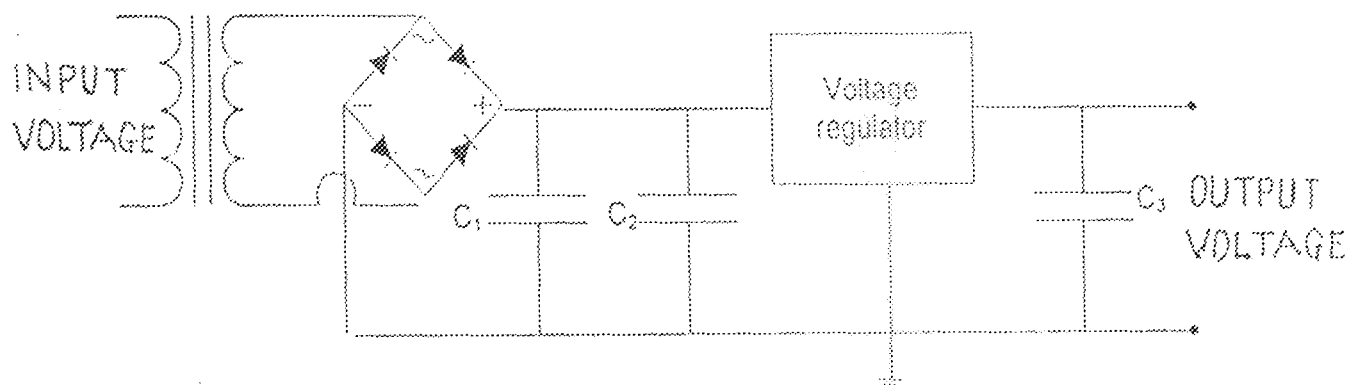 INPUT
VOLTAGE
~
−
+
~
C₁
C₂
Voltage
regulator
C₃
OUTPUT
VOLTAGE